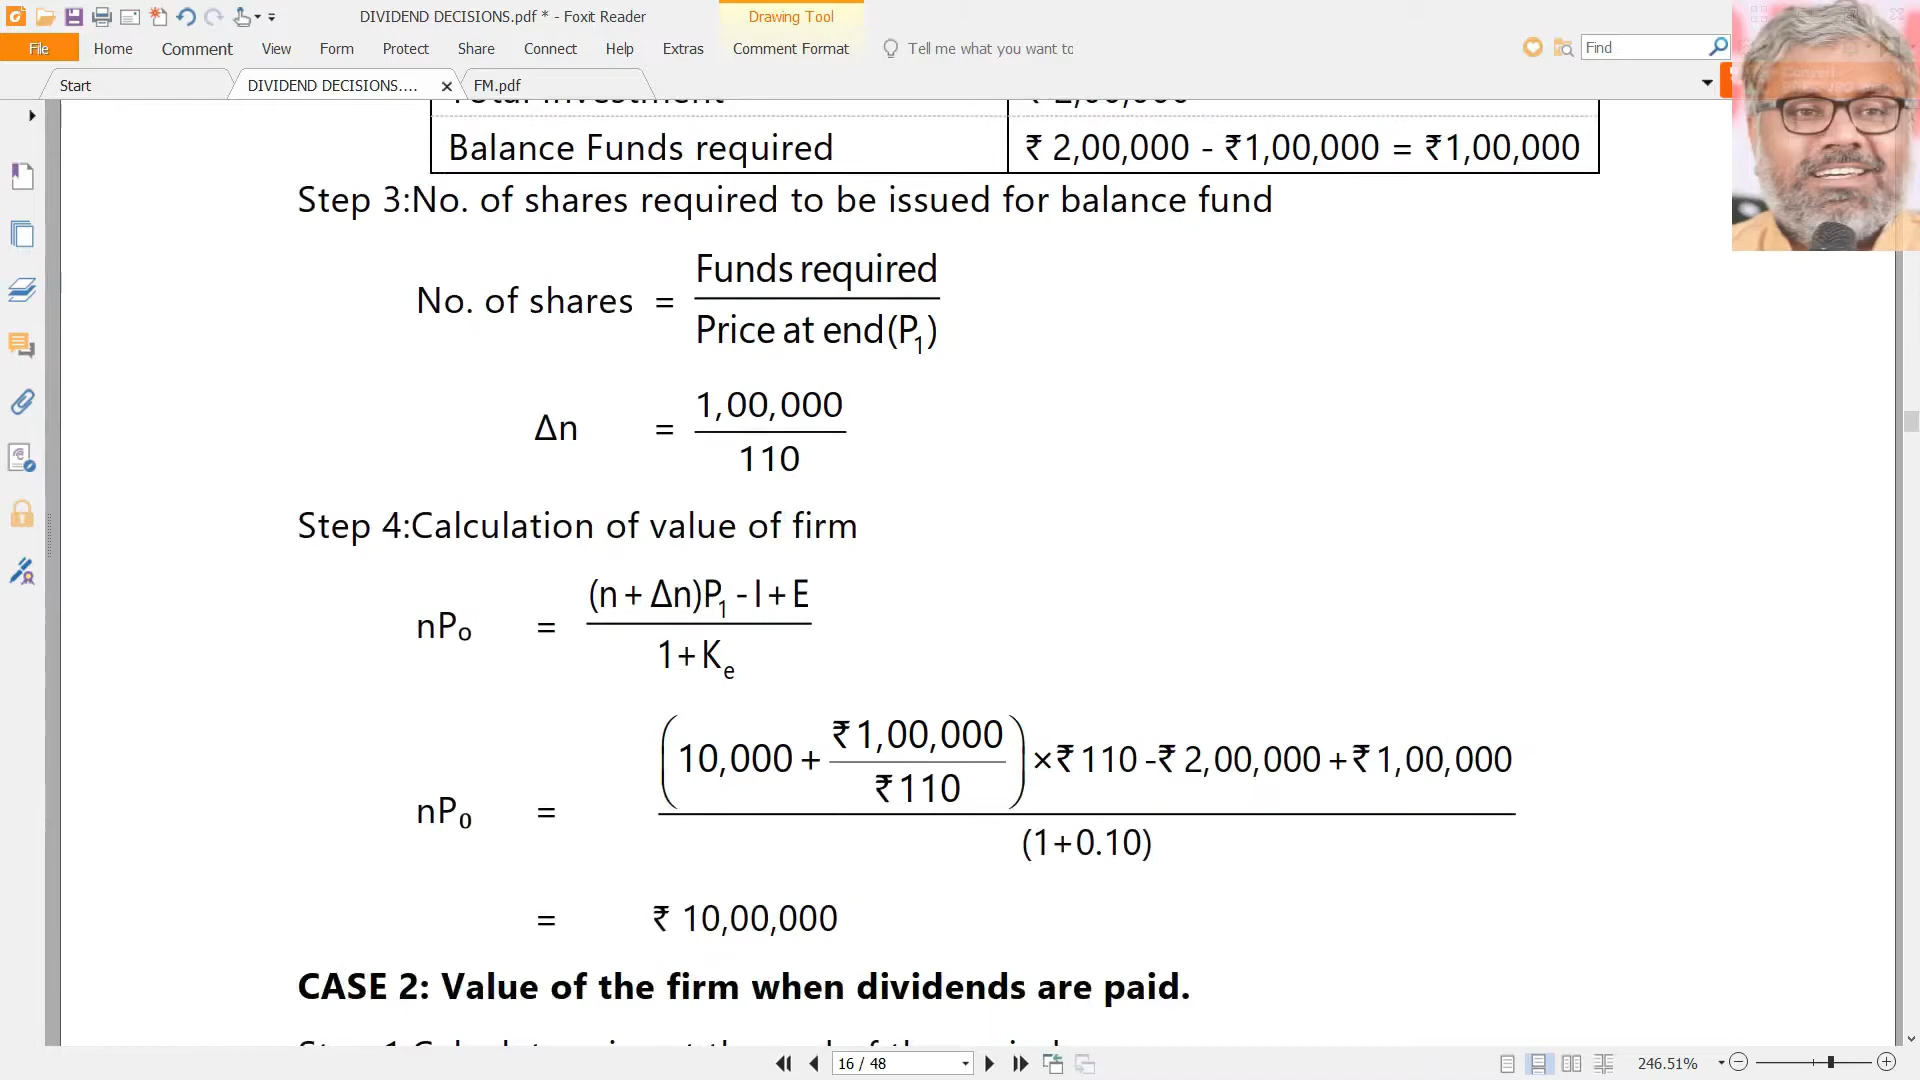 DIVIDEND DECISIONS.pdf * - Foxit Reader
Drawing Tool
File Home Comment View Form Protect Share Connect Help Extras Comment Format Tell me what you want to Find
Start DIVIDEND DECISIONS.... FM.pdf
Total Investment ₹ 2,00,000
Balance Funds required ₹ 2,00,000 - ₹1,00,000 = ₹1,00,000
Step 3:No. of shares required to be issued for balance fund
No. of shares = Funds required / Price at end(P₁)
Δn = 1,00,000 / 110
Step 4:Calculation of value of firm
nP₀ = (n + Δn)P₁ - I + E / 1+Kₑ
nP₀ = (10,000 + ₹1,00,000 / ₹110) × ₹110 - ₹ 2,00,000 + ₹1,00,000 / (1+0.10)
= ₹ 10,00,000
CASE 2: Value of the firm when dividends are paid.
16 / 48 246.51%